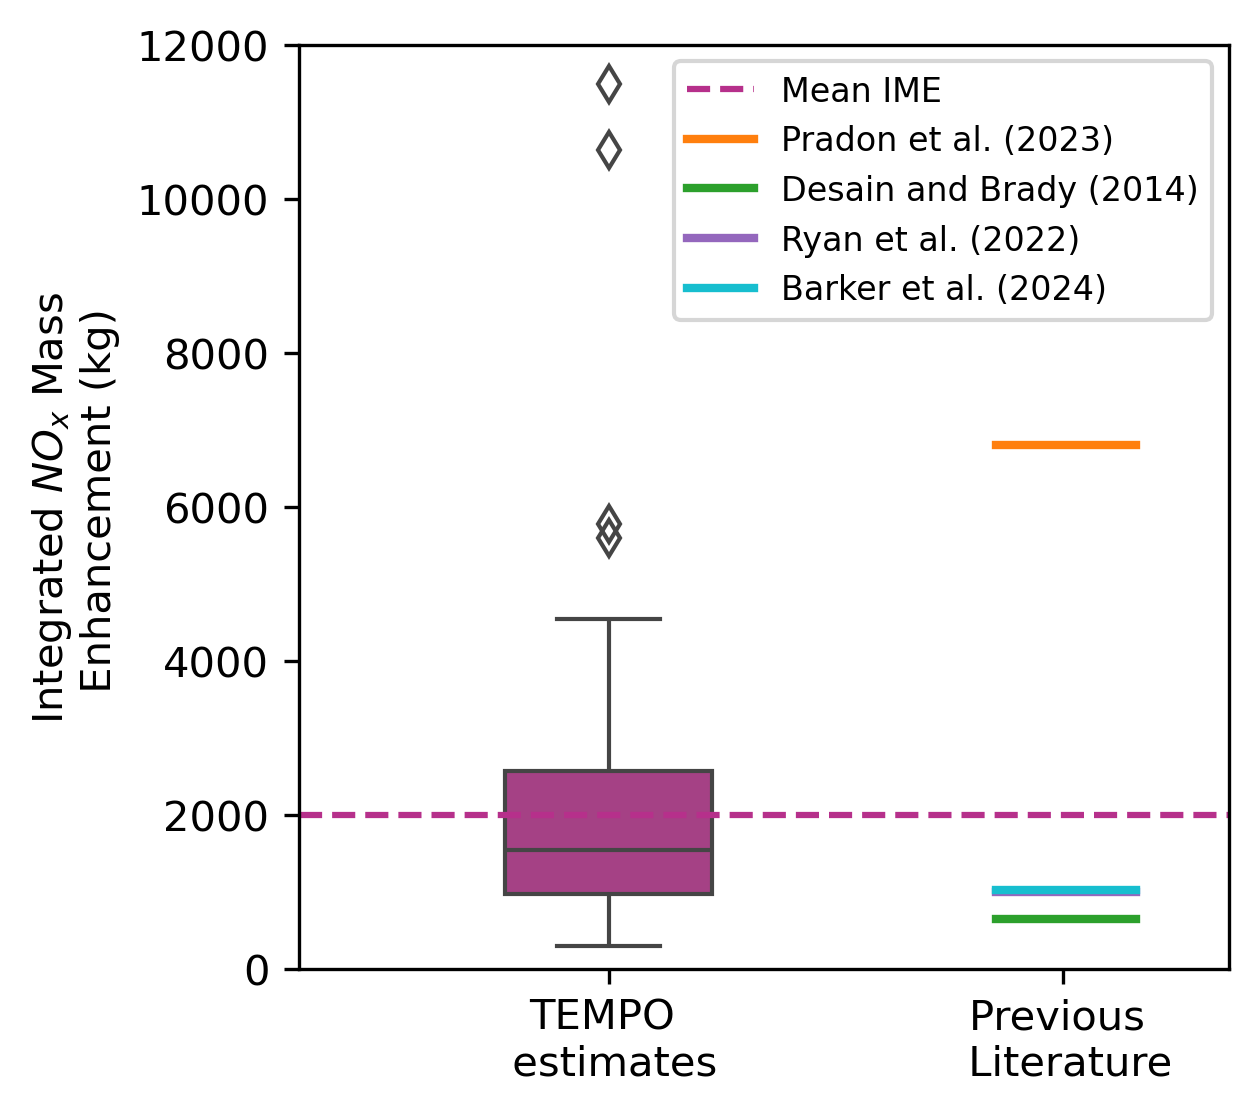 12000
10000
8000
6000
4000
2000
0
Integrated NOx Mass
Enhancement (kg)
Mean IME
Pradon et al. (2023)
Desain and Brady (2014)
Ryan et al. (2022)
Barker et al. (2024)
TEMPO
estimates
Previous
Literature